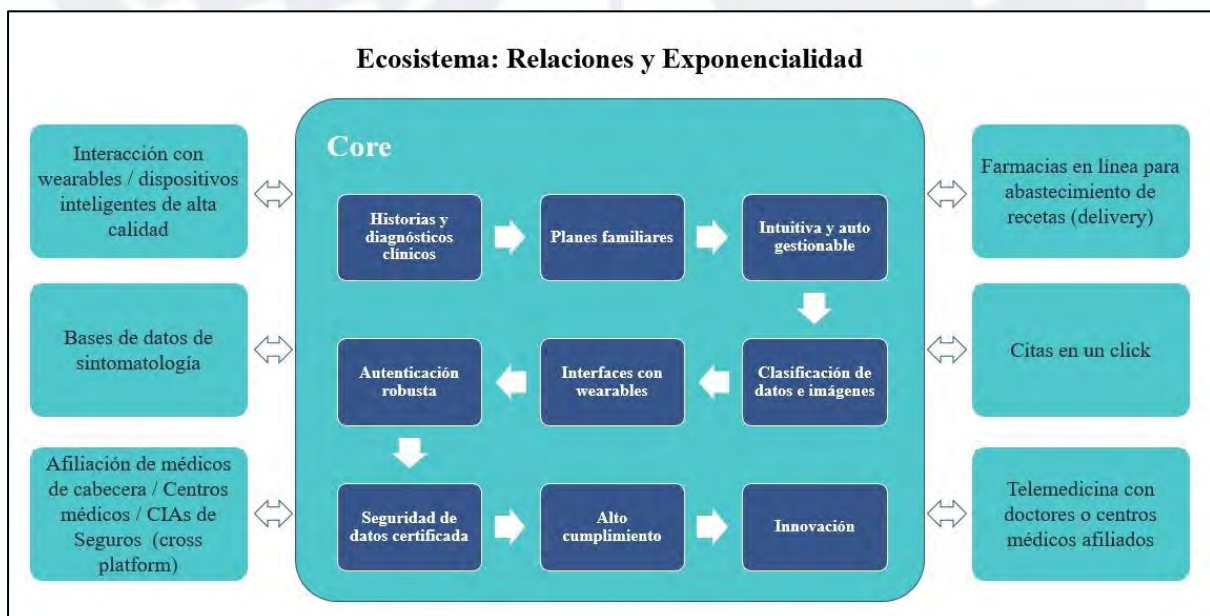 Ecosistema: Relaciones y Exponencialidad
Interacción con
wearables / dispositivos
inteligentes de alta
calidad
Bases de datos de
sintomatología
Afiliación de médicos
de cabecera / Centros
médicos / CIAs de
Seguros (cross
platform)
Core
Historias y
diagnósticos
clínicos
Planes familiares
Intuitiva y auto
gestionable
Clasificación de
datos e imágenes
Interfaces con
wearables
Autenticación
robusta
Seguridad de
datos certificada
Alto
cumplimiento
Innovación
Farmacias en línea para
abastecimiento de
recetas (delivery)
Citas en un click
Telemedicina con
doctores o centros
médicos afiliados